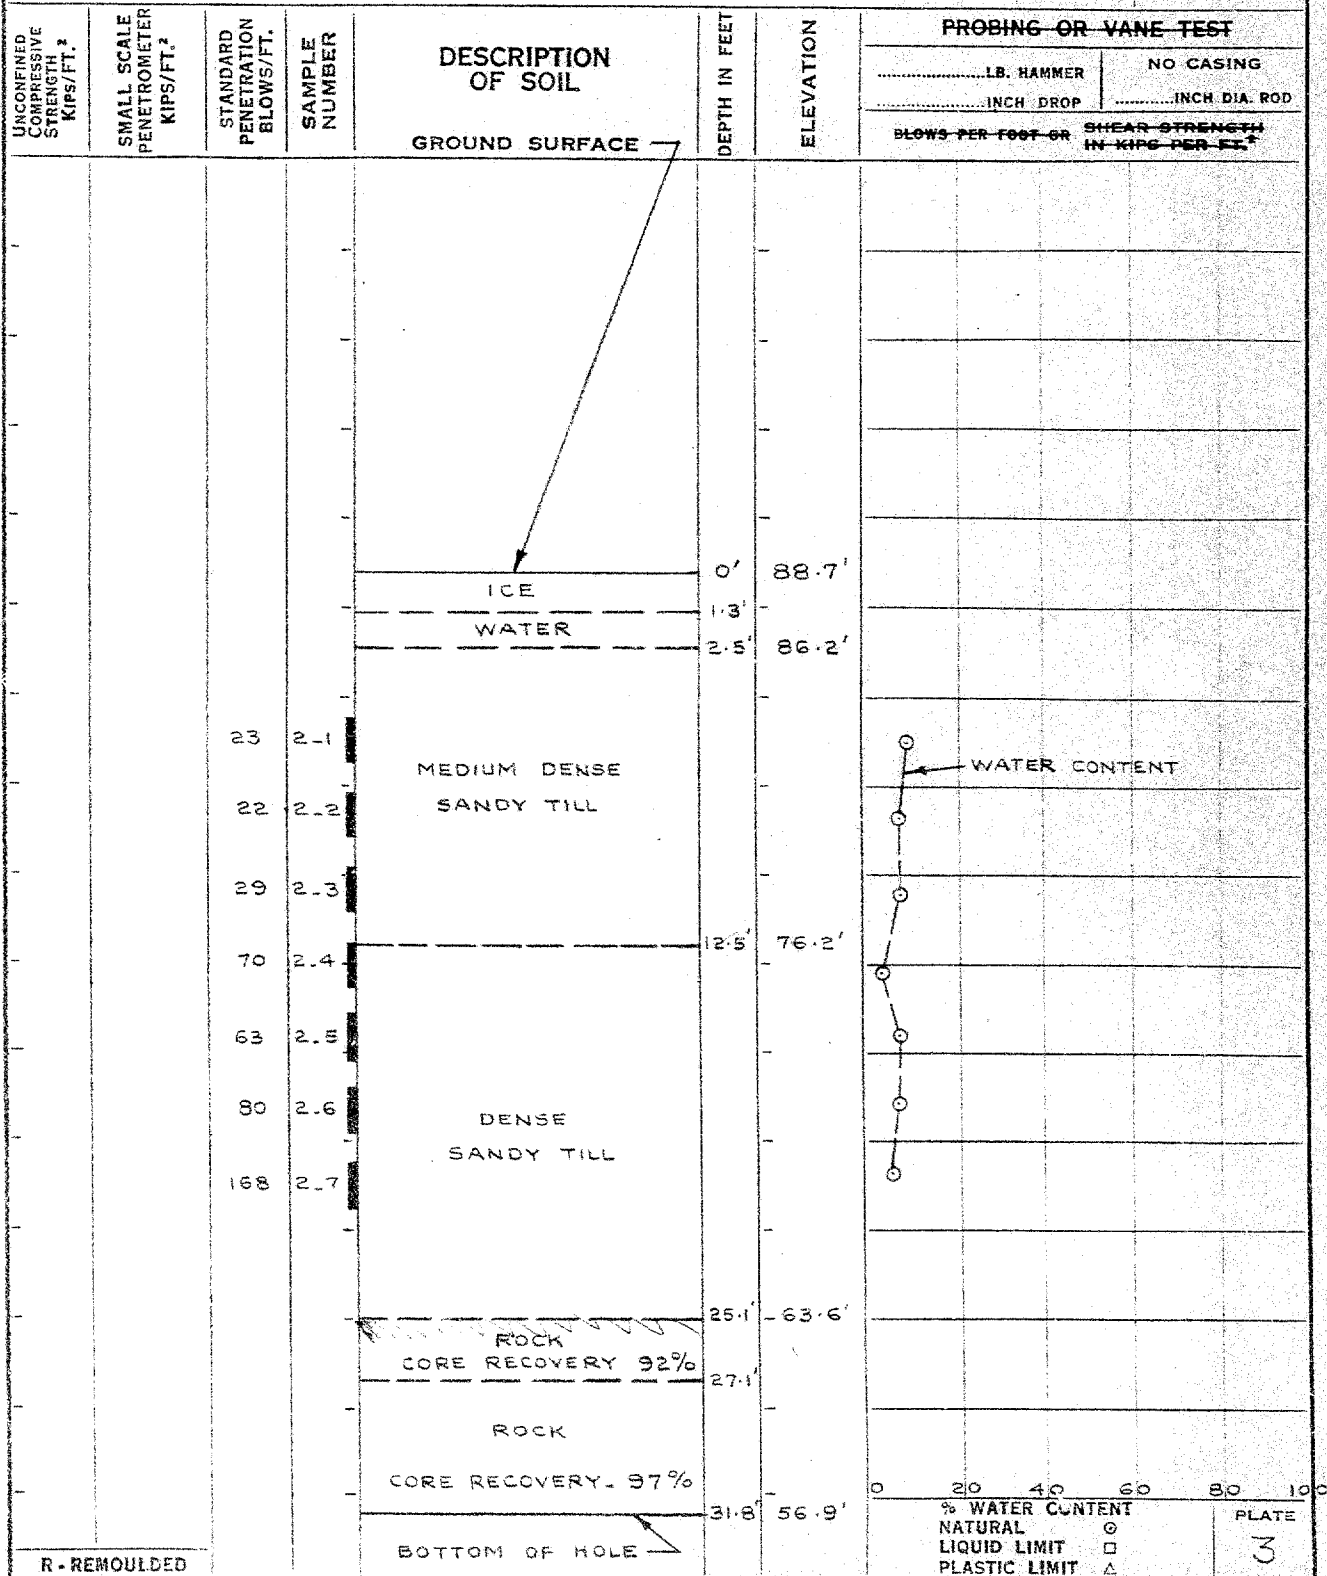 UNCONFINED
COMPRESSIVE
STRENGTH
KIPS/FT.²
SMALL SCALE
PENETROMETER
KIPS/FT.²
STANDARD
PENETRATION
BLOWS/FT.
SAMPLE
NUMBER
DESCRIPTION
OF SOIL
GROUND SURFACE
DEPTH IN FEET
ELEVATION
PROBING OR VANE TEST
...............LB. HAMMER
...............INCH DROP
NO CASING
..........INCH DIA. ROD
BLOWS PER FOOT OR
SHEAR STRENGTH
IN KIPS PER FT.²
0' 88.7'
ICE
1.3'
WATER
2.5' 86.2'
23 2-1
MEDIUM DENSE
SANDY TILL
WATER CONTENT
22 2-2
29 2-3
12.5' 76.2'
70 2.4
63 2.5
80 2.6
DENSE
SANDY TILL
168 2-7
25.1' 63.6'
ROCK
CORE RECOVERY 92%
27.1'
ROCK
CORE RECOVERY - 97%
31.8' 56.9'
BOTTOM OF HOLE
0 20 40 60 80 100
% WATER CONTENT
NATURAL ⊙
LIQUID LIMIT □
PLASTIC LIMIT △
PLATE
3
R - REMOULDED